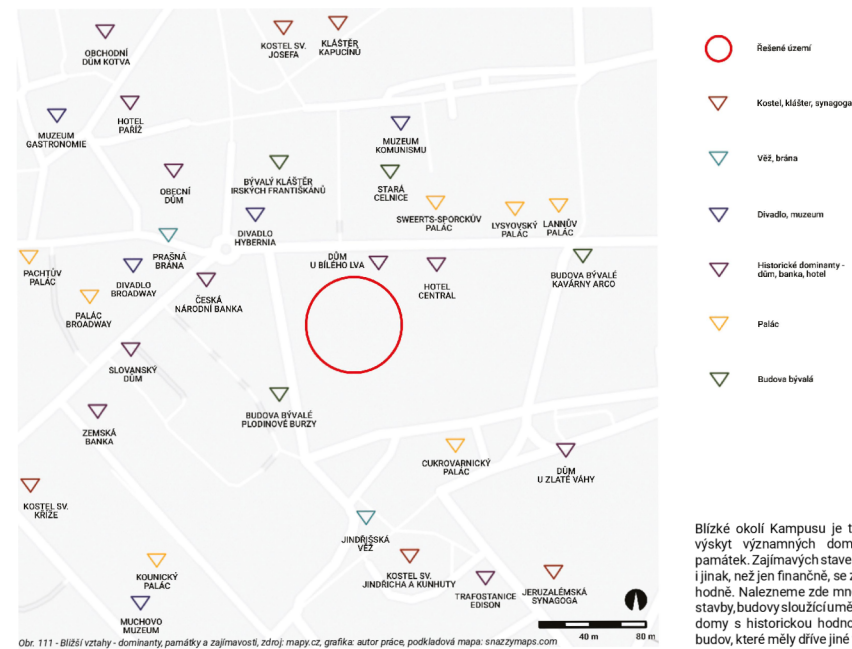 OBCHODNÍ
DŮM KOTVA
KOSTEL SV.
JOSEFA
KLÁŠTER
KAPUCÍNŮ
MUZEUM
GASTRONOMIE
HOTEL
PAŘÍŽ
MUZEUM
KOMUNISMU
OBECNÍ
DŮM
BÝVALÝ KLÁŠTER
IRSKÝCH FRANTIŠKÁNŮ
STARÁ
CELNICE
SWEERTS-SPORCKŮV
PALÁC
LYSYOVSKÝ
PALÁC
LANNŮV
PALÁC
DIVADLO
HYBERNIA
PRAŠNÁ
BRÁNA
PACHTŮV
PALÁC
DIVADLO
BROADWAY
DŮM
U BÍLÉHO LVA
HOTEL
CENTRAL
BUDOVA BÝVALÉ
KAVÁRNY ARCO
ČESKÁ
NÁRODNÍ BANKA
PALÁC
BROADWAY
SLOVANSKÝ
DŮM
BUDOVA BÝVALÉ
PLODINOVÉ BURZY
ZEMSKÁ
BANKA
CUKROVARNICKÝ
PALÁC
DŮM
U ZLATÉ VÁHY
KOSTEL SV.
KŘÍŽE
JINDŘIŠSKÁ
VĚŽ
KOUNICKÝ
PALÁC
KOSTEL SV.
JINDŘICHA A KUNHUTY
TRAFOSTANICE
EDISON
JERUZALÉMSKÁ
SYNAGOGA
MUCHOVO
MUZEUM
40 m
80 m
Obr. 111 - Bližší vztahy - dominanty, památky a zajímavosti, zdroj: mapy.cz, grafika: autor práce, podkladová mapa: snazzymaps.com
Řešené území
Kostel, klášter, synagoga
Věž, brána
Divadlo, muzeum
Historické dominanty -
dům, banka, hotel
Palác
Budova bývalá
Blízké okolí Kampusu je t
výskyt významných dom
památek. Zajímavých stave
i jinak, než jen finančně, se z
hodně. Nalezneme zde mn
stavby, budovy sloužící umě
domy s historickou hodno
budov, které měly dříve jiné